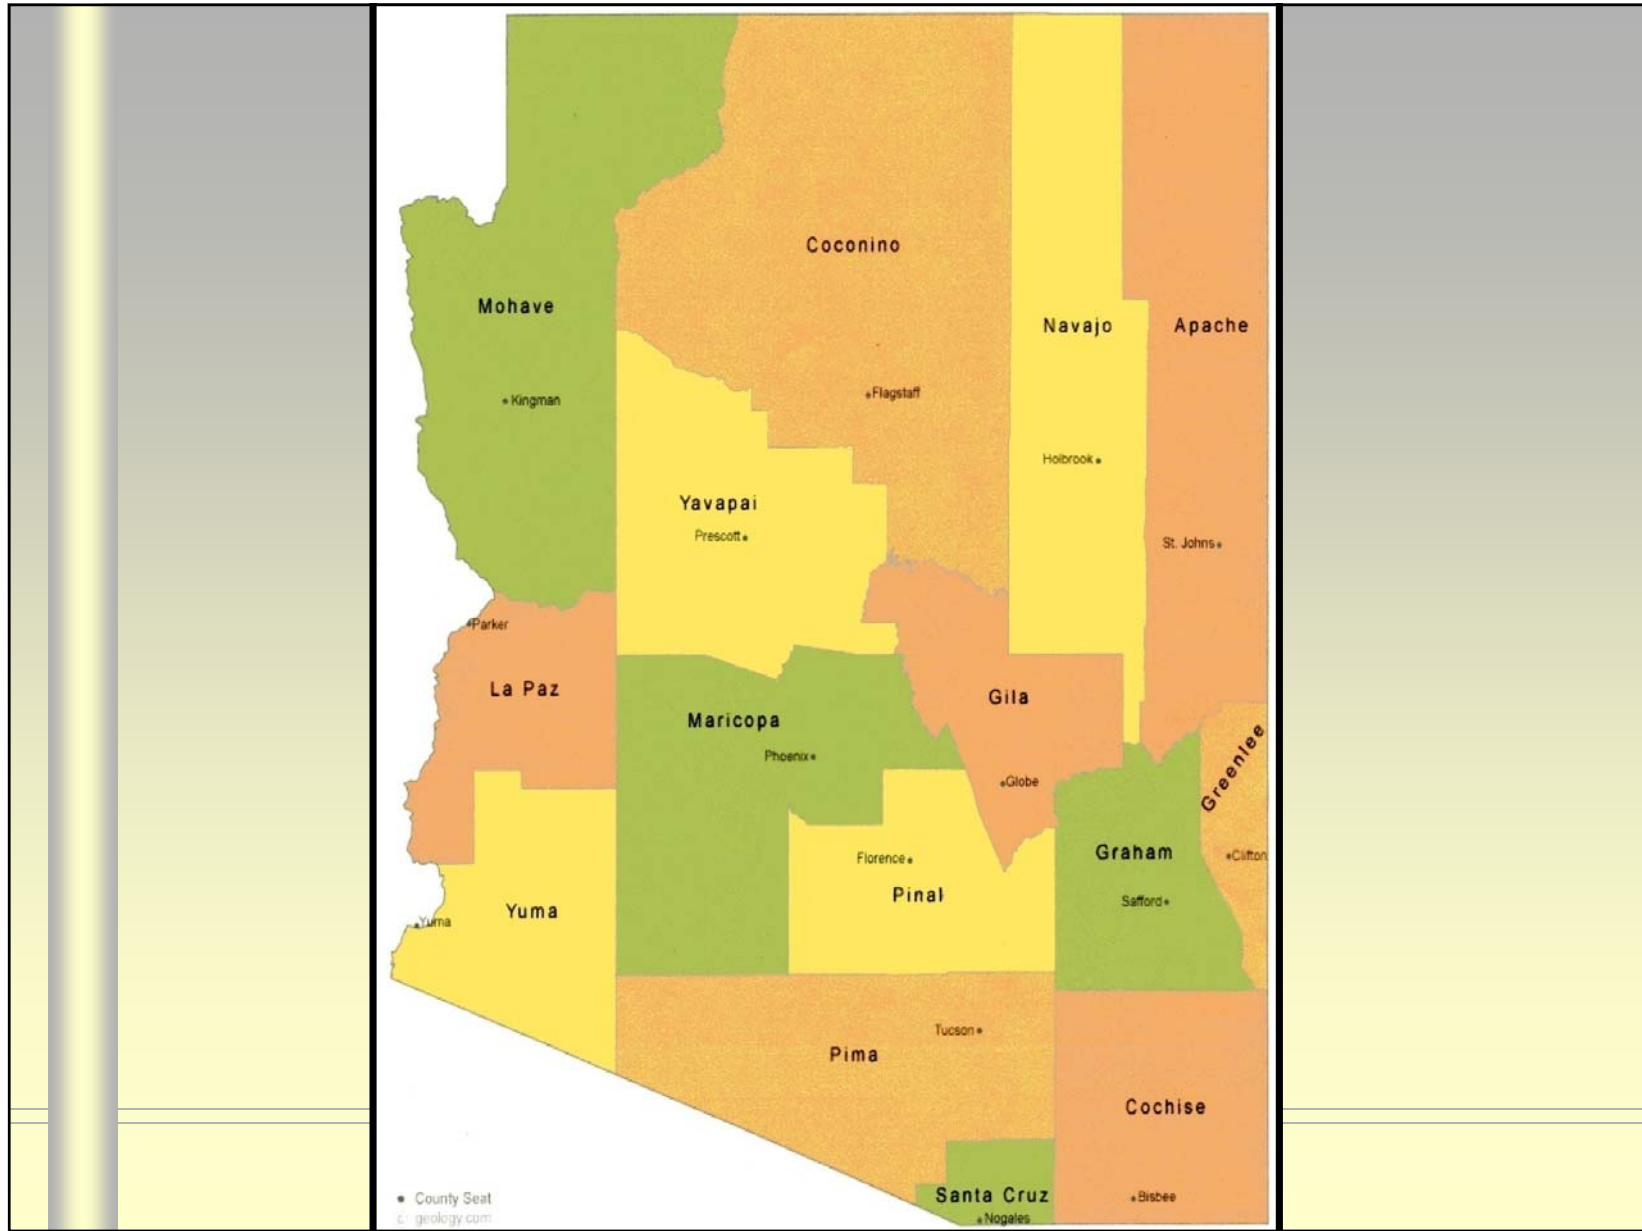 Coconino
Mohave
Navajo
Apache
Flagstaff
Kingman
Holbrook
Yavapai
Prescott
St. Johns
Parker
La Paz
Gila
Maricopa
Phoenix
Greenlee
Globe
Graham
Clifton
Florence
Pinal
Safford
Yuma
Yuma
Tucson
Pima
Cochise
Santa Cruz
Bisbee
County Seat
geology.com
Nogales